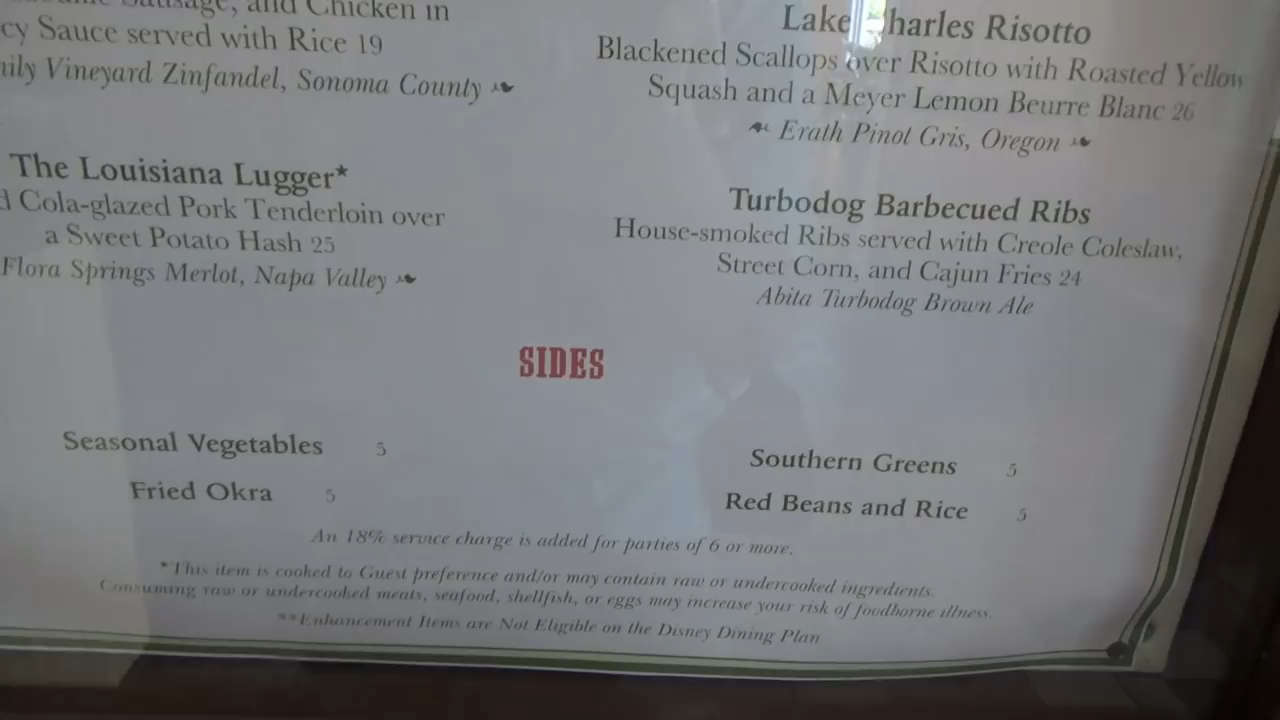 Sausage, and Chicken in
Sauce served with Rice 19
Vineyard Zinfandel, Sonoma County
The Louisiana Lugger*
Cola-glazed Pork Tenderloin over
a Sweet Potato Hash 25
Flora Springs Merlot, Napa Valley
Lake Charles Risotto
Blackened Scallops over Risotto with Roasted Yellow
Squash and a Meyer Lemon Beurre Blanc 26
Erath Pinot Gris, Oregon
Turbodog Barbecued Ribs
House-smoked Ribs served with Creole Coleslaw,
Street Corn, and Cajun Fries 24
Abita Turbodog Brown Ale
SIDES
Seasonal Vegetables 5
Fried Okra 5
Southern Greens 5
Red Beans and Rice 5
An 18% service charge is added for parties of 6 or more.
*This item is cooked to Guest preference and/or may contain raw or undercooked ingredients.
Consuming raw or undercooked meats, seafood, shellfish, or eggs may increase your risk of foodborne illness.
**Enhancement Items are Not Eligible on the Disney Dining Plan